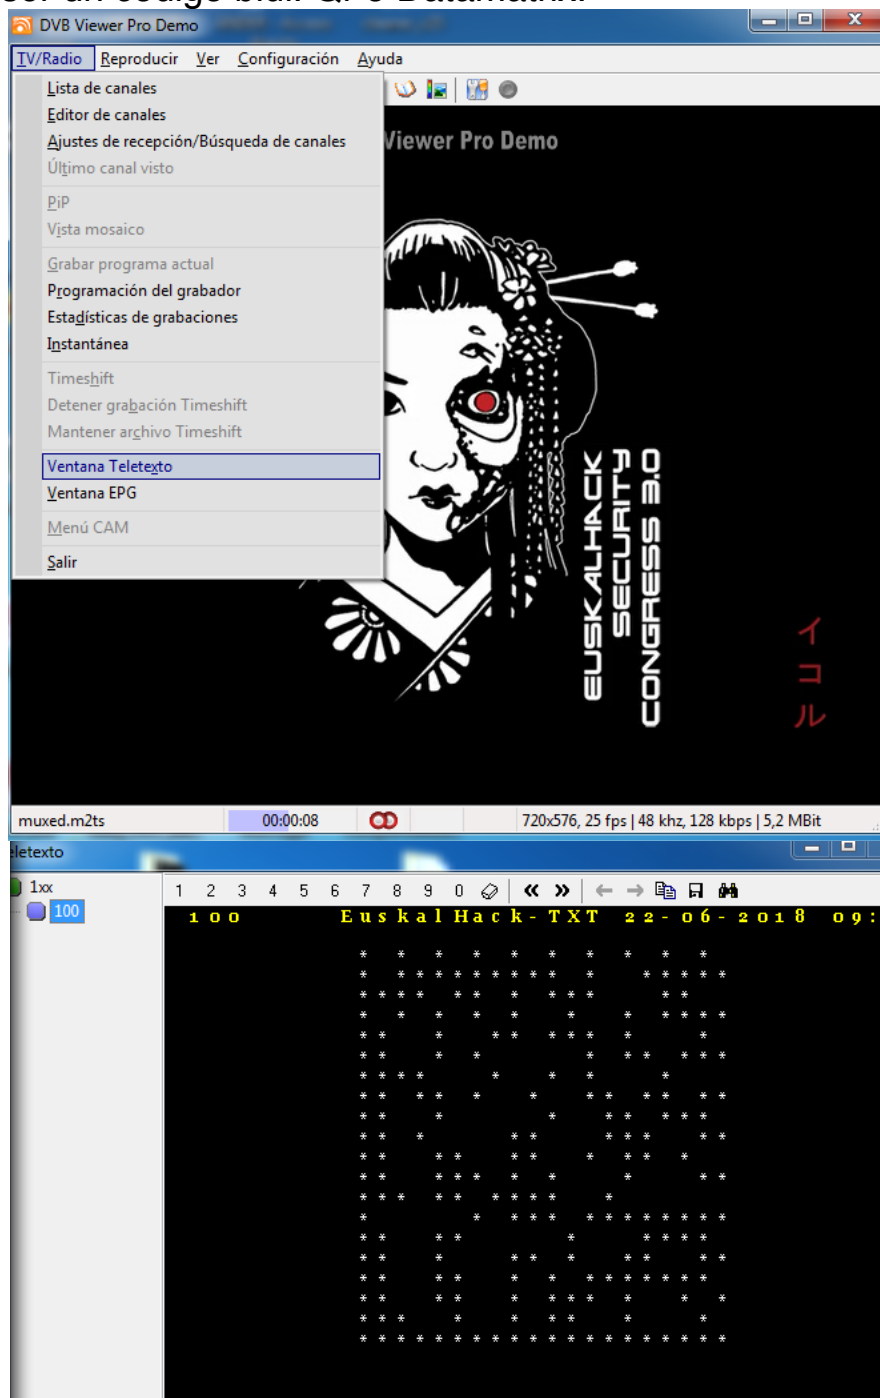 ser un código o Datamatrix.
DVB Viewer Pro Demo
TV/Radio Reproducir Ver Configuración Ayuda
Lista de canales
Editor de canales
Ajustes de recepción/Búsqueda de canales
Último canal visto
PiP
Vista mosaico
Grabar programa actual
Programación del grabador
Estadísticas de grabaciones
Instantánea
Timeshift
Detener grabación Timeshift
Mantener archivo Timeshift
Ventana Teletexto
Ventana EPG
Menú CAM
Salir
Viewer Pro Demo
EUSKALHACK
SECURITY
CONGRESS 3.0
イコル
muxed.m2ts 00:00:08 720x576, 25 fps | 48 khz, 128 kbps | 5,2 MBit
eletexto
1xx
100
1 2 3 4 5 6 7 8 9 0
100 EuskalHack-TXT 22-06-2018 09:
* * * * * * * * * *
* ********* * *****
**** ** * *** **
* * * * * * * ****
** * ** *** * *
** * * * ** ***
**** * * * *
** ** * * ** ** **
** * * ** ***
** * ** *** **
** ** ** * ** *
** *** * * * **
*** ** **** *
* * *** ********
** ** * ****
** * ** * ** **
** ** * * *******
** ** * *** * * *
*** * * ** * *
********************